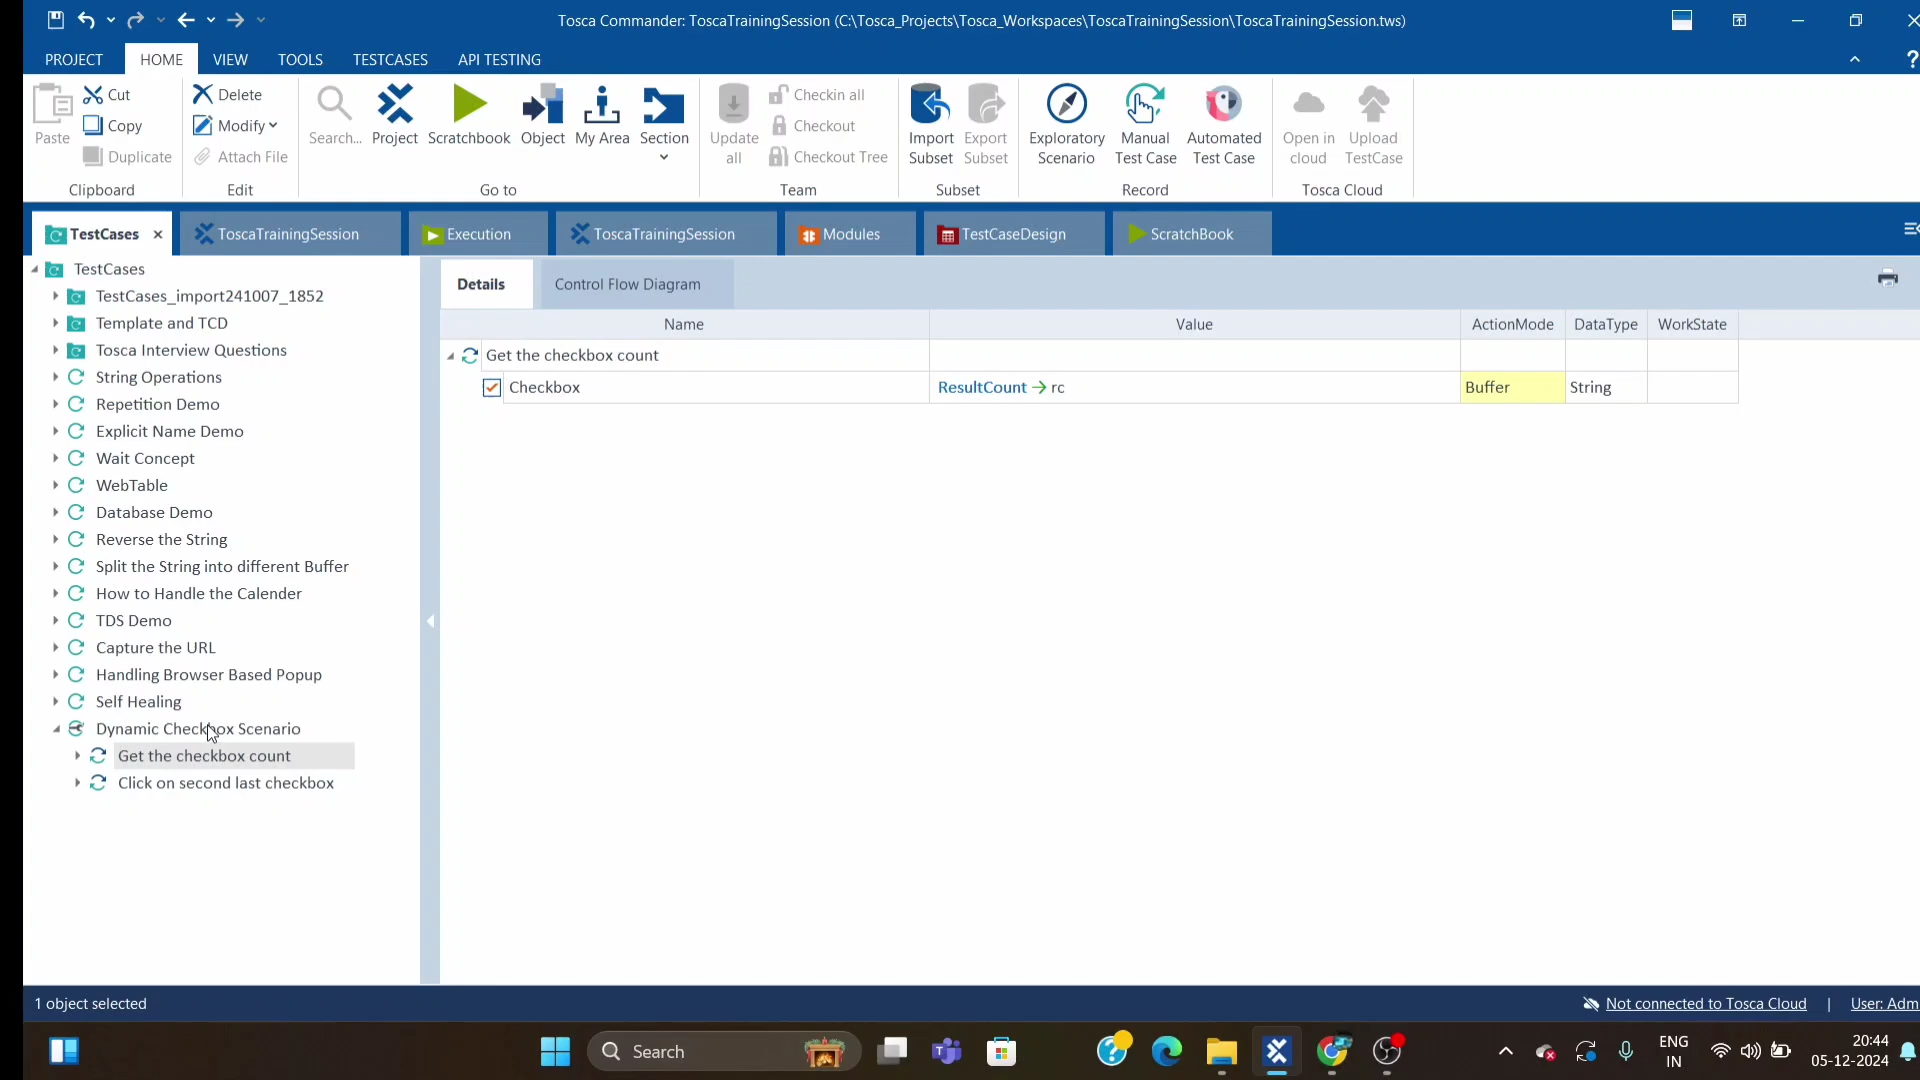 Tosca Commander: ToscaTrainingSession (C:\Tosca_Projects\Tosca_Workspaces\ToscaTrainingSession\ToscaTrainingSession.tws)
PROJECT HOME VIEW TOOLS TESTCASES API TESTING
Paste
Cut
Copy
Duplicate
Clipboard
Delete
Modify
Attach File
Edit
Search...
Project
Scratchbook
Object
My Area
Section
Go to
Update all
Checkin all
Checkout
Checkout Tree
Team
Import Subset
Export Subset
Subset
Exploratory Scenario
Manual Test Case
Automated Test Case
Record
Open in cloud
Upload TestCase
Tosca Cloud
TestCases ToscaTrainingSession Execution ToscaTrainingSession Modules TestCaseDesign ScratchBook
TestCases
TestCases_import241007_1852
Template and TCD
Tosca Interview Questions
String Operations
Repetition Demo
Explicit Name Demo
Wait Concept
WebTable
Database Demo
Reverse the String
Split the String into different Buffer
How to Handle the Calender
TDS Demo
Capture the URL
Handling Browser Based Popup
Self Healing
Dynamic Checkbox Scenario
Get the checkbox count
Click on second last checkbox
Details Control Flow Diagram
Name Value ActionMode DataType WorkState
Get the checkbox count
Checkbox ResultCount → rc Buffer String
1 object selected
Not connected to Tosca Cloud | User: Adm
Search
ENG
IN
20:44
05-12-2024